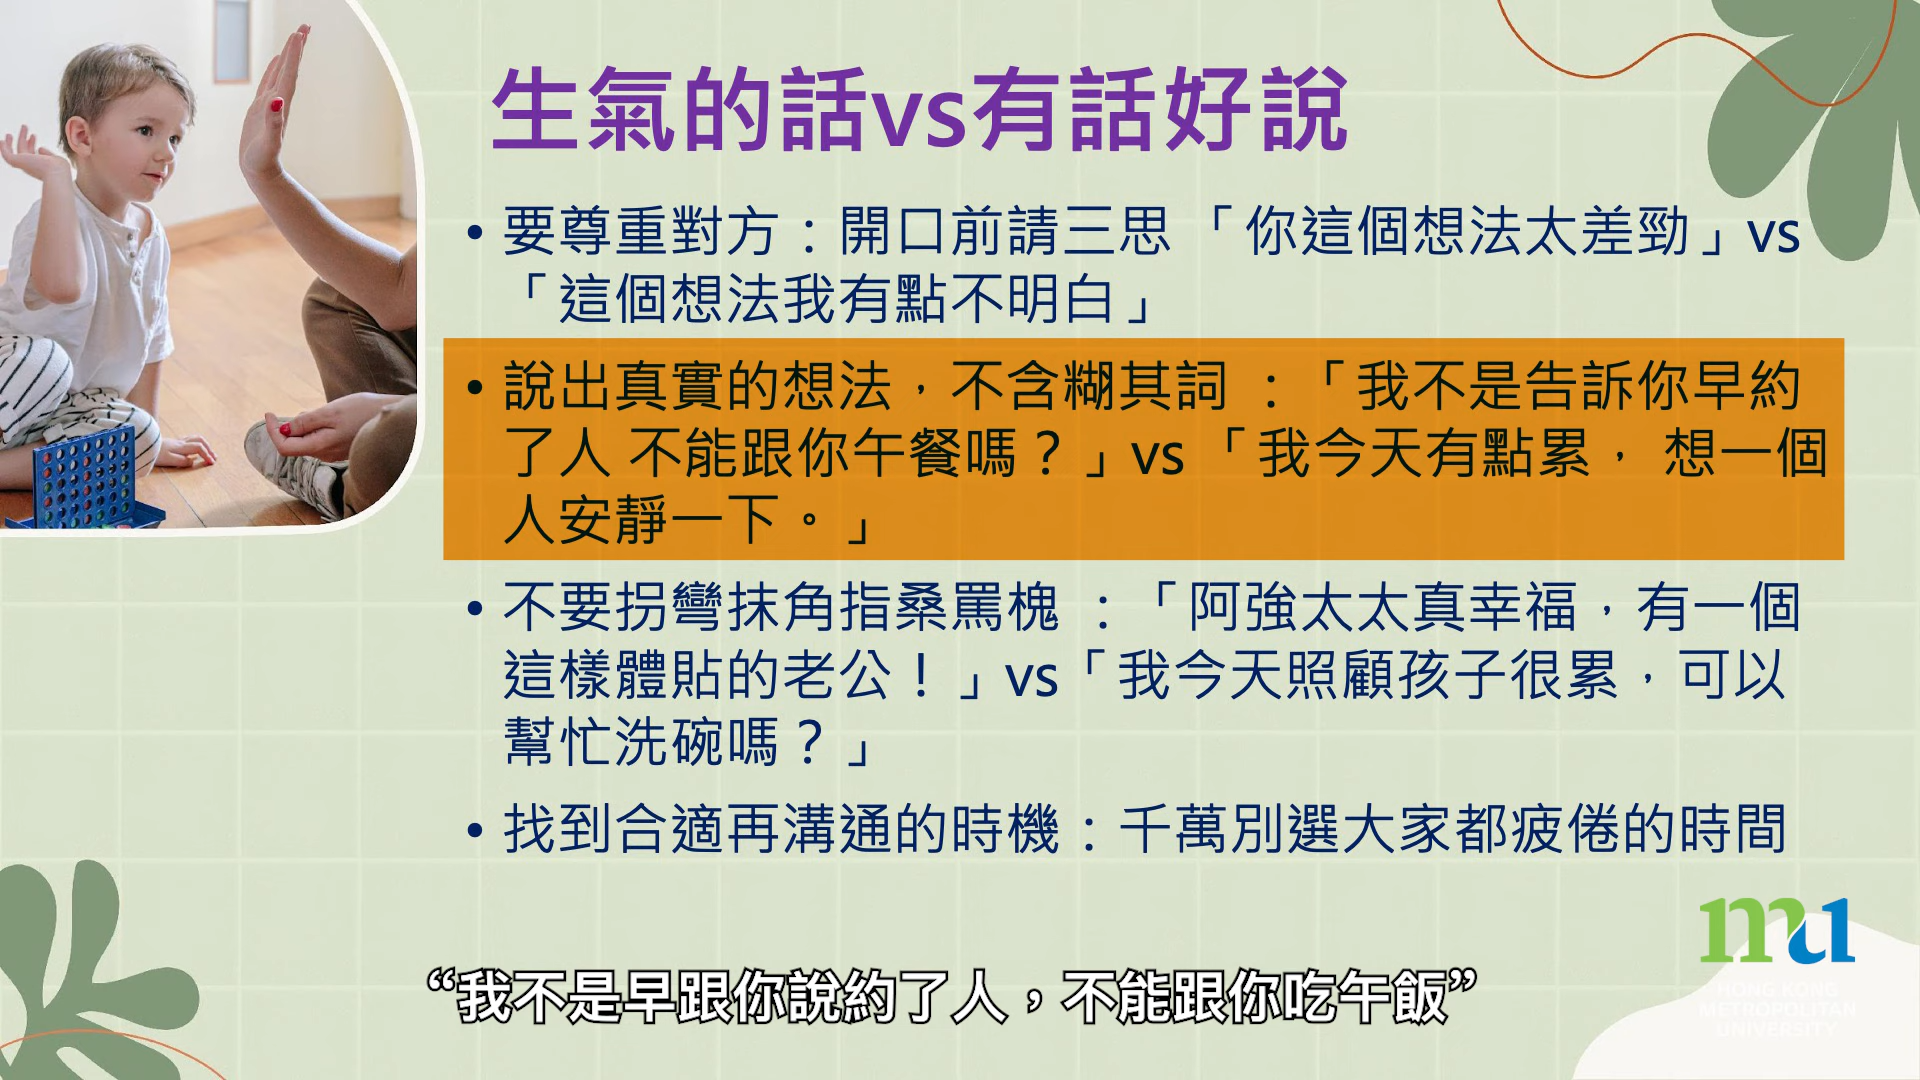 生氣的話vs有話好說
• 要尊重對方：開口前請三思 「你這個想法太差勁」vs
「這個想法我有點不明白」
• 說出真實的想法，不含糊其詞 ：「我不是告訴你早約
了人 不能跟你午餐嗎？」vs 「我今天有點累， 想一個
人安靜一下。」
• 不要拐彎抹角指桑罵槐 ：「阿強太太真幸福，有一個
這樣體貼的老公！」vs「我今天照顧孩子很累，可以
幫忙洗碗嗎？」
• 找到合適再溝通的時機：千萬別選大家都疲倦的時間
mu
HONG KONG
METROPOLITAN
UNIVERSITY
“我不是早跟你說約了人，不能跟你吃午飯”